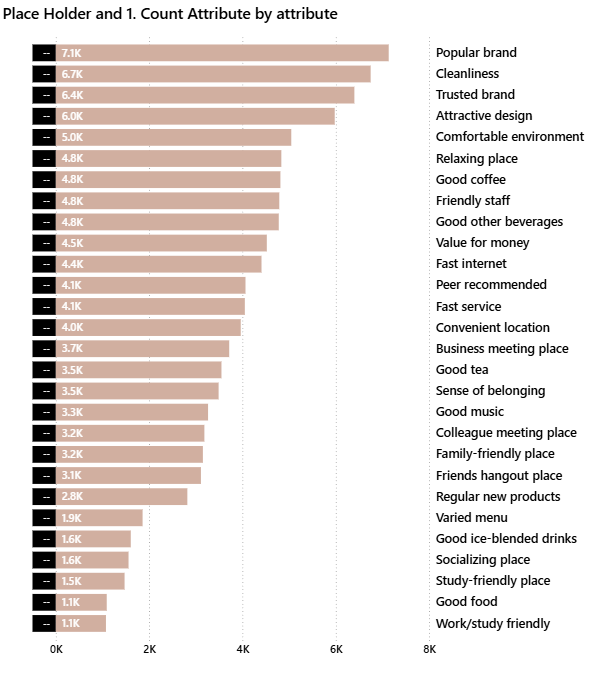 Place Holder and 1. Count Attribute by attribute
-- 7.1K Popular brand
-- 6.7K Cleanliness
-- 6.4K Trusted brand
-- 6.0K Attractive design
-- 5.0K Comfortable environment
-- 4.8K Relaxing place
-- 4.8K Good coffee
-- 4.8K Friendly staff
-- 4.8K Good other beverages
-- 4.5K Value for money
-- 4.4K Fast internet
-- 4.1K Peer recommended
-- 4.1K Fast service
-- 4.0K Convenient location
-- 3.7K Business meeting place
-- 3.5K Good tea
-- 3.5K Sense of belonging
-- 3.3K Good music
-- 3.2K Colleague meeting place
-- 3.2K Family-friendly place
-- 3.1K Friends hangout place
-- 2.8K Regular new products
-- 1.9K Varied menu
-- 1.6K Good ice-blended drinks
-- 1.6K Socializing place
-- 1.5K Study-friendly place
-- 1.1K Good food
-- 1.1K Work/study friendly
0K 2K 4K 6K 8K